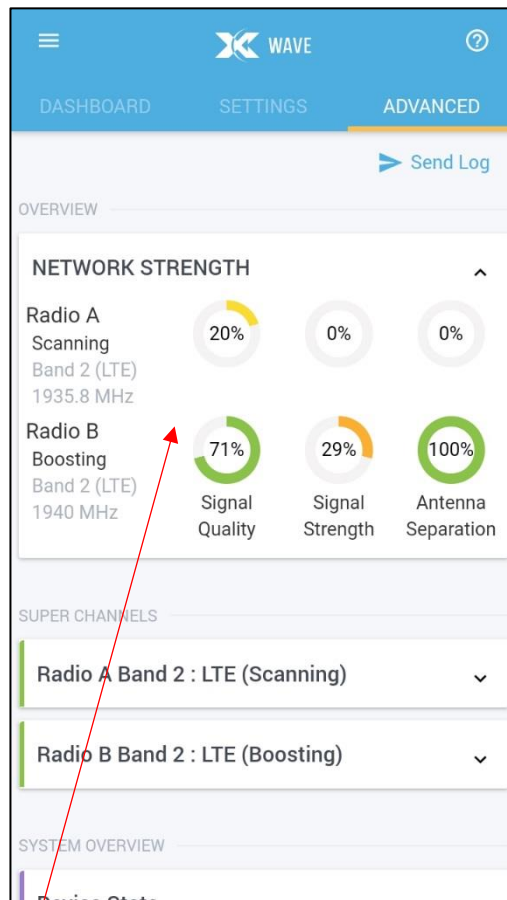 WAVE
DASHBOARD SETTINGS ADVANCED
Send Log
OVERVIEW
NETWORK STRENGTH
Radio A
Scanning
Band 2 (LTE)
1935.8 MHz
20% 0% 0%
Radio B
Boosting
Band 2 (LTE)
1940 MHz
71% 29% 100%
Signal Quality
Signal Strength
Antenna Separation
SUPER CHANNELS
Radio A Band 2 : LTE (Scanning)
Radio B Band 2 : LTE (Boosting)
SYSTEM OVERVIEW
Device State